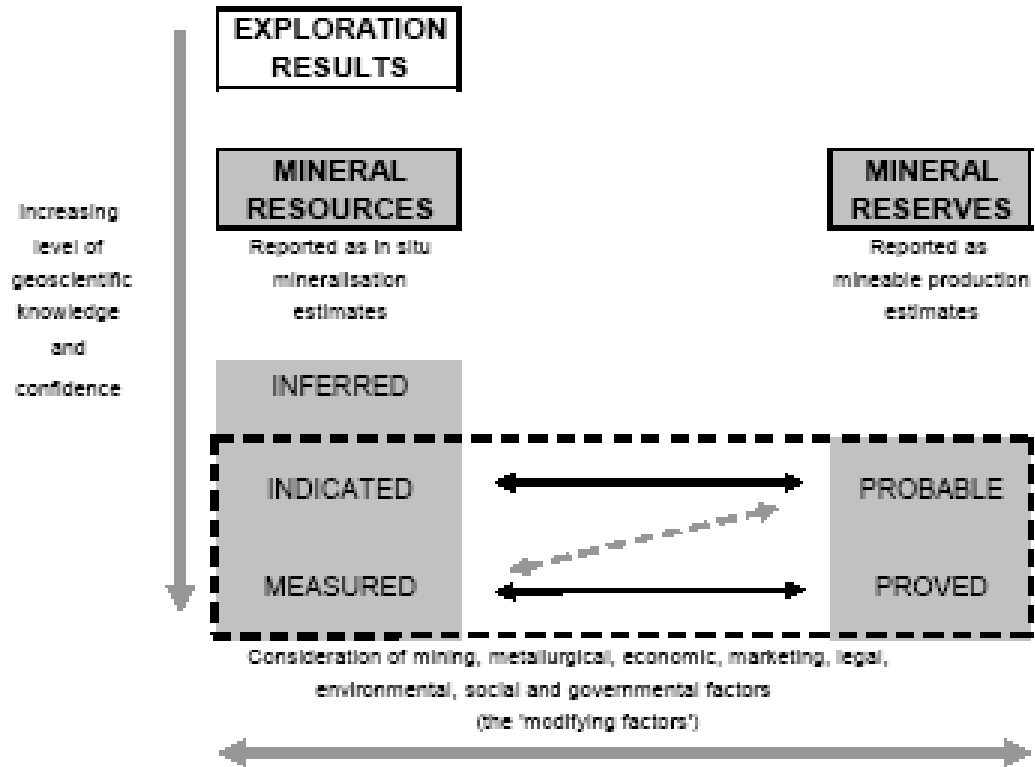 EXPLORATION
RESULTS
MINERAL
RESOURCES
Reported as in situ
mineralisation
estimates
MINERAL
RESERVES
Reported as
mineable production
estimates
Increasing
level of
geoscientific
knowledge
and
confidence
INFERRED
INDICATED
PROBABLE
MEASURED
PROVED
Consideration of mining, metallurgical, economic, marketing, legal,
environmental, social and governmental factors
(the 'modifying factors')